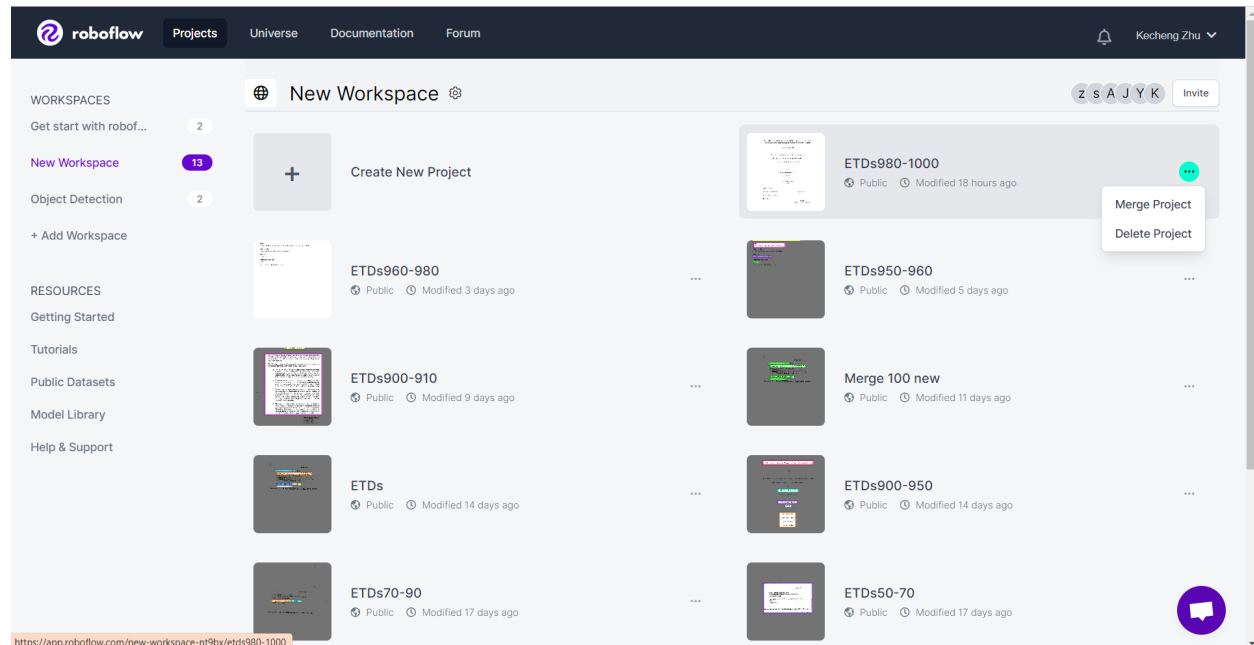 roboflow Projects Universe Documentation Forum Kecheng Zhu
WORKSPACES
Get start with robof... 2
New Workspace 13
Object Detection 2
+ Add Workspace
RESOURCES
Getting Started
Tutorials
Public Datasets
Model Library
Help & Support
New Workspace
z s A J Y K Invite
+ Create New Project
ETDs980-1000
Public Modified 18 hours ago
...
Merge Project
Delete Project
ETDs960-980
Public Modified 3 days ago
...
ETDs950-960
Public Modified 5 days ago
...
ETDs900-910
Public Modified 9 days ago
...
Merge 100 new
Public Modified 11 days ago
...
ETDs
Public Modified 14 days ago
...
ETDs900-950
Public Modified 14 days ago
...
ETDs70-90
Public Modified 17 days ago
...
ETDs50-70
Public Modified 17 days ago
https://app.roboflow.com/new-workspace-nt9bx/etds980-1000